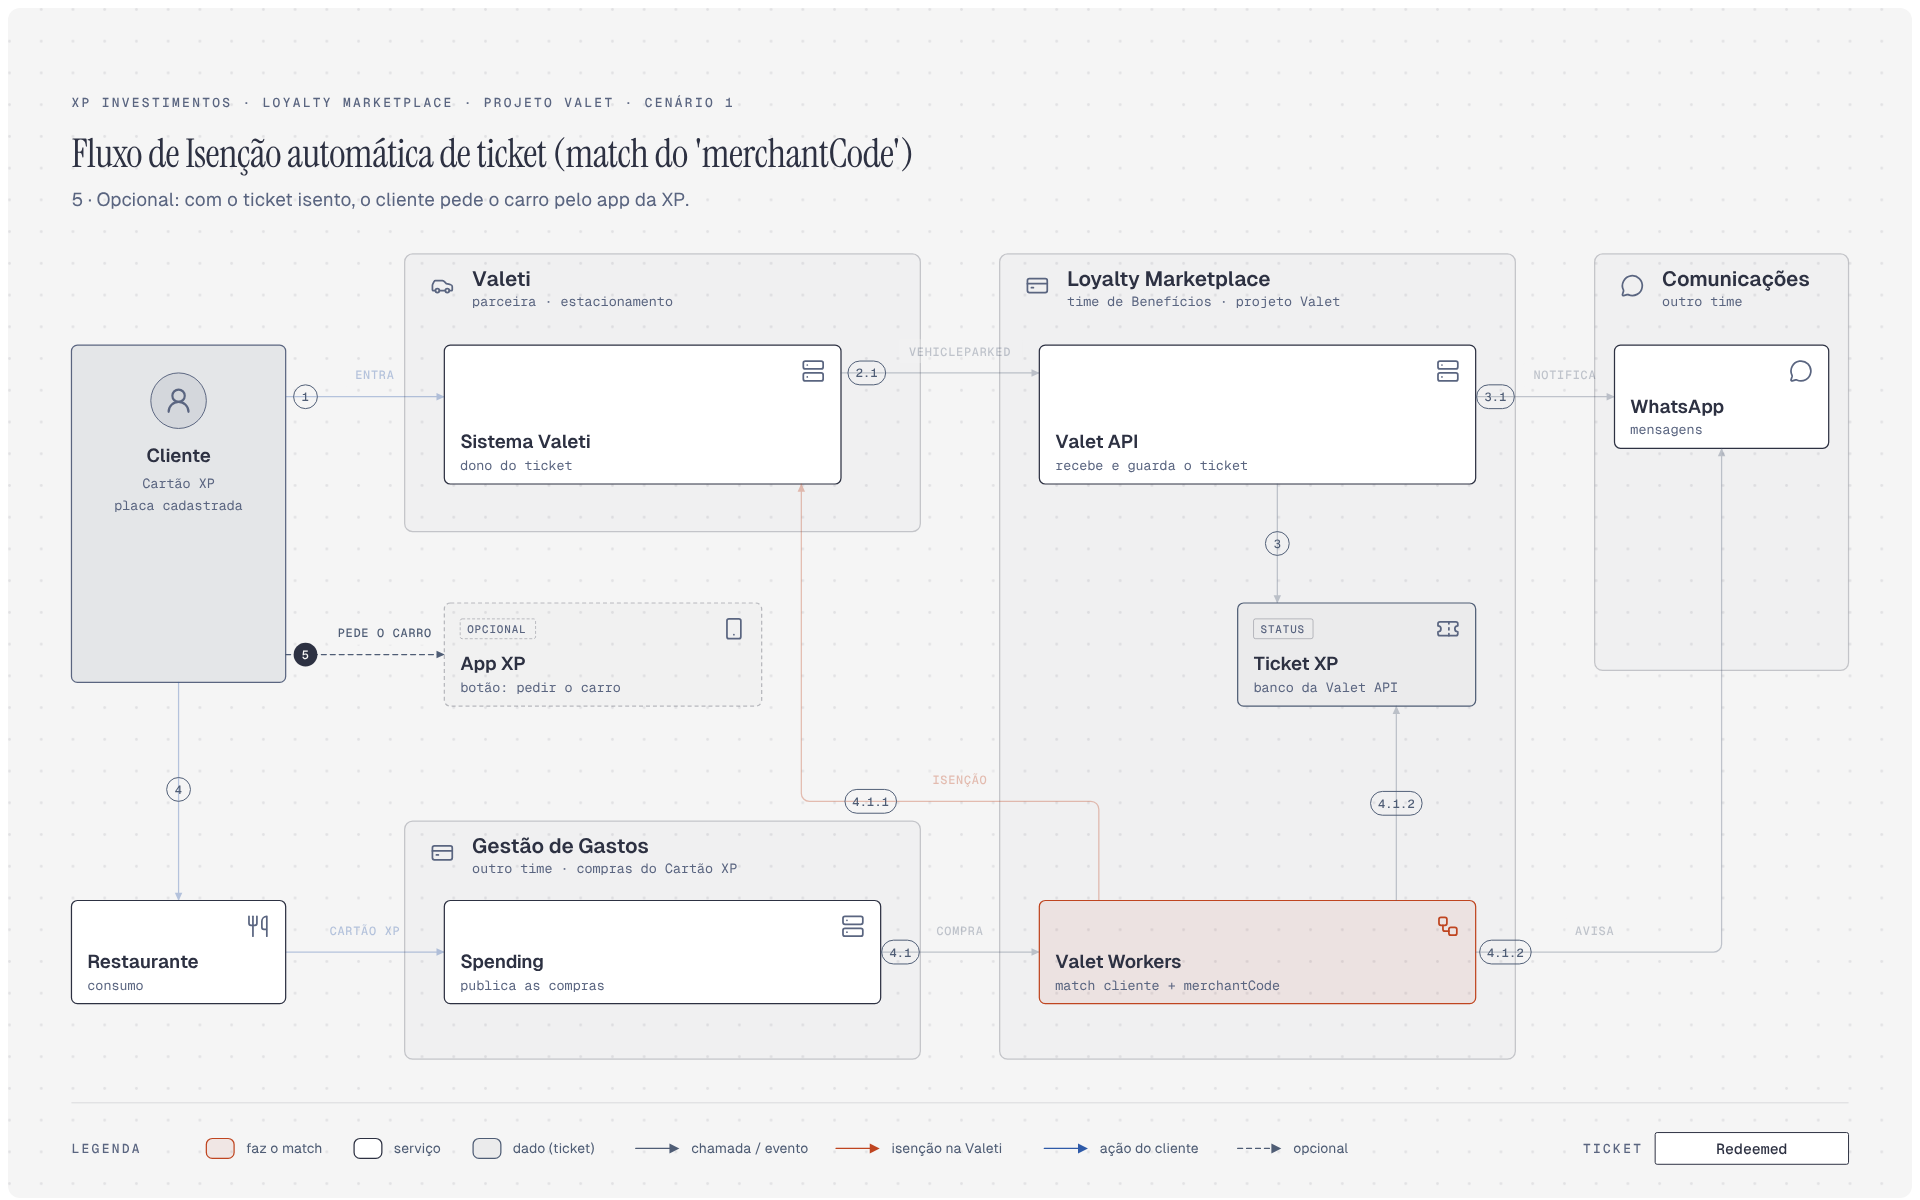 XP INVESTIMENTOS · LOYALTY MARKETPLACE · PROJETO VALET · CENÁRIO 1
Fluxo de Isenção automática de ticket (match do 'merchantCode')
5 · Opcional: com o ticket isento, o cliente pede o carro pelo app da XP.
Valeti
parceira · estacionamento
Loyalty Marketplace
time de Benefícios · projeto Valet
Comunicações
outro time
Cliente
Cartão XP
placa cadastrada
1
ENTRA
Sistema Valeti
dono do ticket
2.1
VEHICLEPARKED
Valet API
recebe e guarda o ticket
3.1
NOTIFICA
WhatsApp
mensagens
3
5
PEDE O CARRO
OPCIONAL
App XP
botão: pedir o carro
STATUS
Ticket XP
banco da Valet API
4
ISENÇÃO
4.1.1
4.1.2
Gestão de Gastos
outro time · compras do Cartão XP
Restaurante
consumo
CARTÃO XP
Spending
publica as compras
4.1
COMPRA
Valet Workers
match cliente + merchantCode
4.1.2
AVISA
LEGENDA
faz o match
serviço
dado (ticket)
chamada / evento
isenção na Valeti
ação do cliente
opcional
TICKET
Redeemed